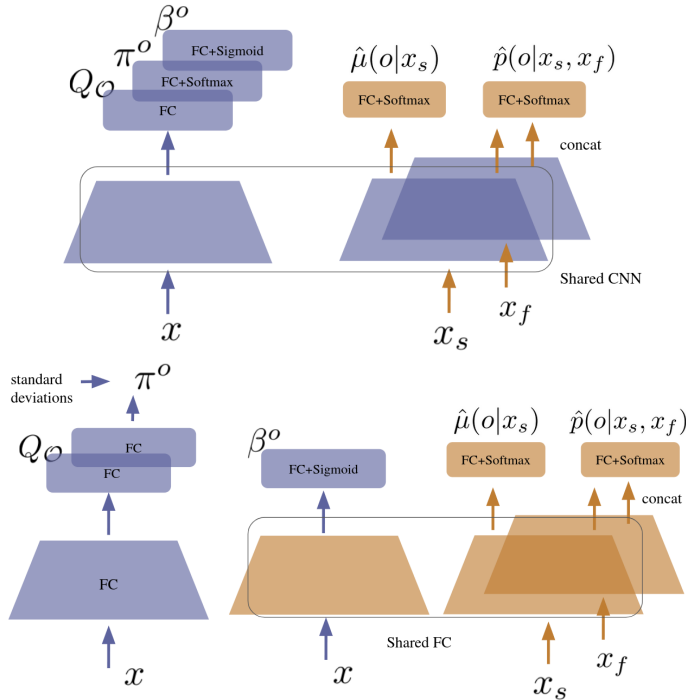 β^o
π^o
Q_𝒪
FC+Sigmoid
FC+Softmax
FC
μ̂(o|x_s)
p̂(o|x_s, x_f)
FC+Softmax
FC+Softmax
concat
Shared CNN
x
x_s
x_f
standard
deviations
π^o
Q_𝒪
FC
FC
β^o
FC+Sigmoid
μ̂(o|x_s)
p̂(o|x_s, x_f)
FC+Softmax
FC+Softmax
concat
FC
Shared FC
x
x
x_s
x_f